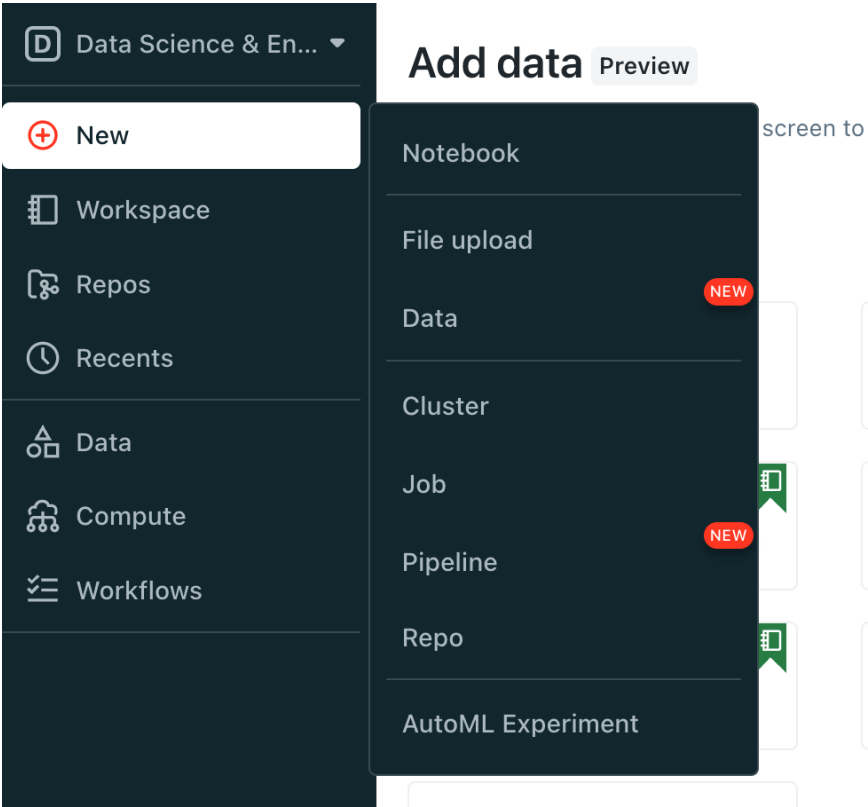 D Data Science & En...
New
Workspace
Repos
Recents
Data
Compute
Workflows
Add data Preview
screen to
Notebook
File upload
NEW
Data
Cluster
Job
NEW
Pipeline
Repo
AutoML Experiment